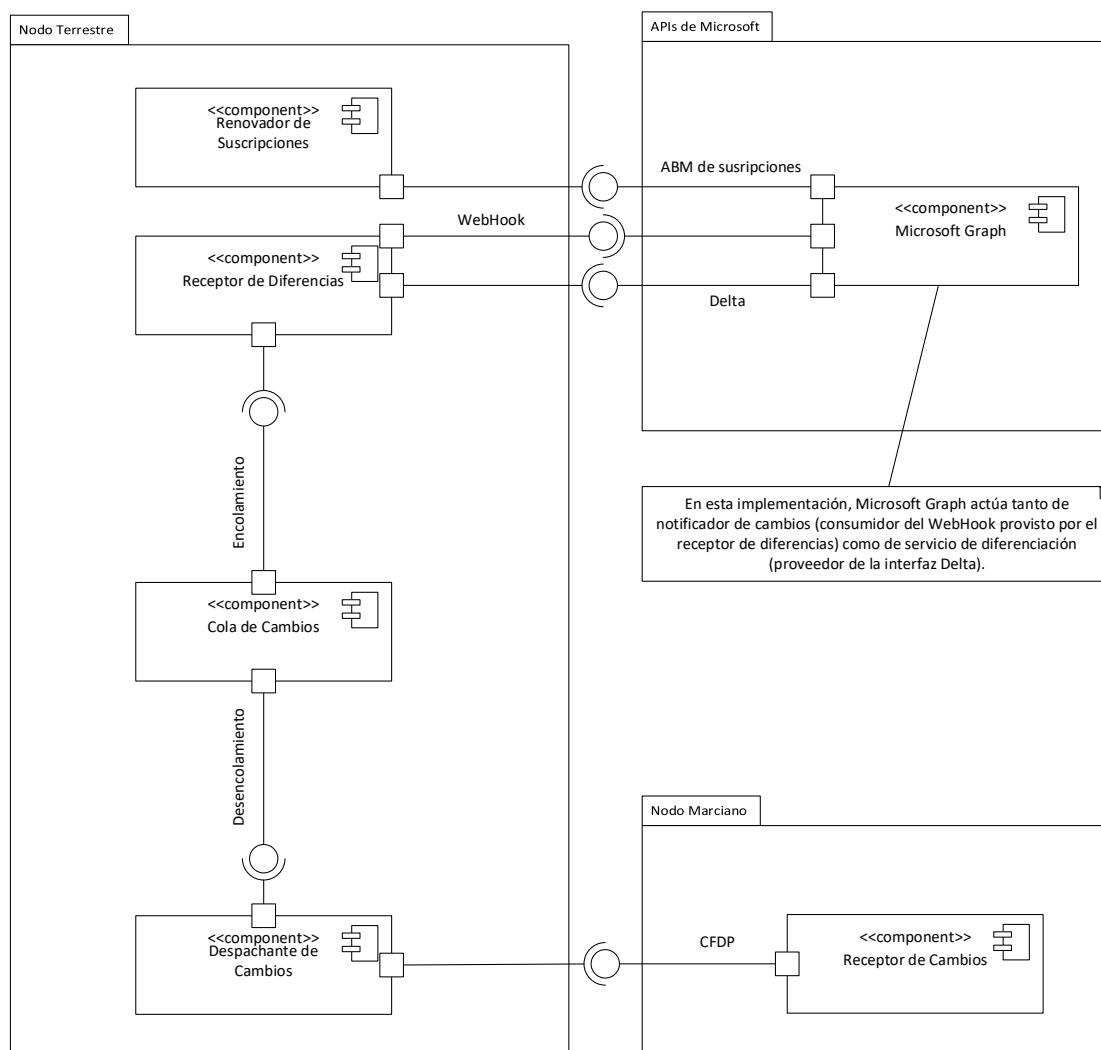 Nodo Terrestre
APIs de Microsoft
<<component>>
Renovador de
Suscripciones
ABM de susripciones
<<component>>
Microsoft Graph
WebHook
<<component>>
Receptor de Diferencias
Delta
En esta implementación, Microsoft Graph actúa tanto de
notificador de cambios (consumidor del WebHook provisto por el
receptor de diferencias) como de servicio de diferenciación
(proveedor de la interfaz Delta).
Encolamiento
<<component>>
Cola de Cambios
Desencolamiento
Nodo Marciano
<<component>>
Despachante de
Cambios
CFDP
<<component>>
Receptor de Cambios